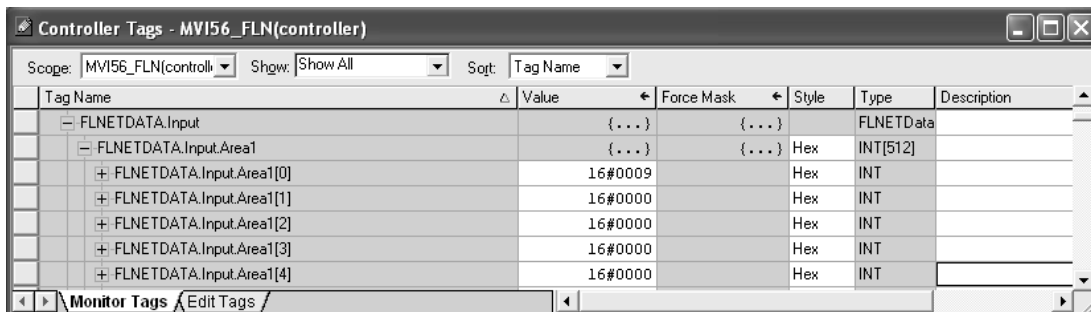 Controller Tags - MVI56_FLN(controller)
Scope: MVI56_FLN(controlle Show: Show All Sort: Tag Name
Tag Name Value Force Mask Style Type Description
FLNETDATA.Input {...} {...} FLNETData
FLNETDATA.Input.Area1 {...} {...} Hex INT[512]
FLNETDATA.Input.Area1[0] 16#0009 Hex INT
FLNETDATA.Input.Area1[1] 16#0000 Hex INT
FLNETDATA.Input.Area1[2] 16#0000 Hex INT
FLNETDATA.Input.Area1[3] 16#0000 Hex INT
FLNETDATA.Input.Area1[4] 16#0000 Hex INT
Monitor Tags Edit Tags